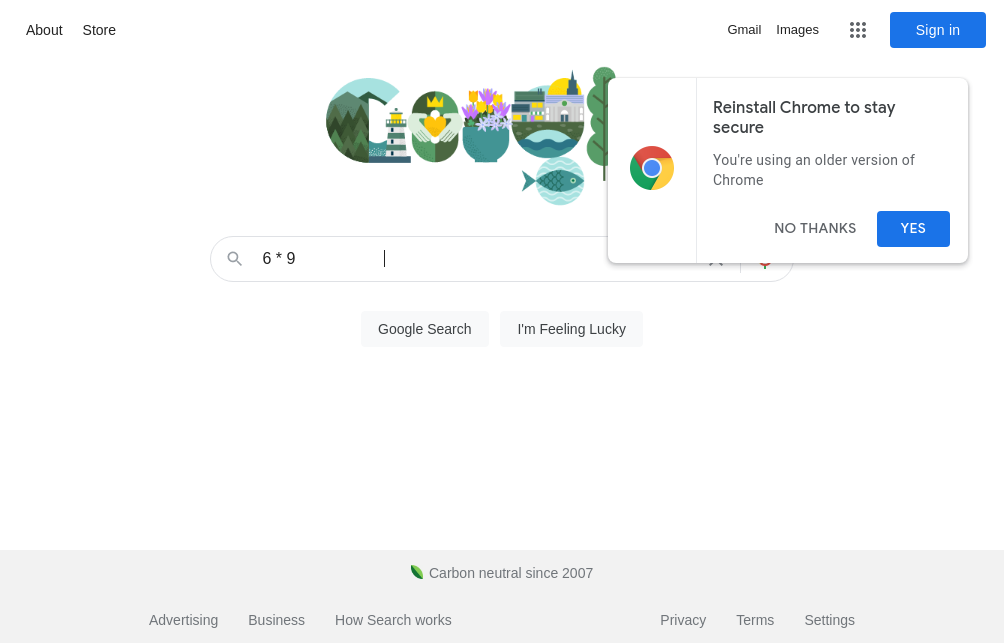 About Store Gmail Images Sign in
Reinstall Chrome to stay
secure
You're using an older version of
Chrome
NO THANKS YES
6 * 9
Google Search I'm Feeling Lucky
Carbon neutral since 2007
Advertising Business How Search works Privacy Terms Settings